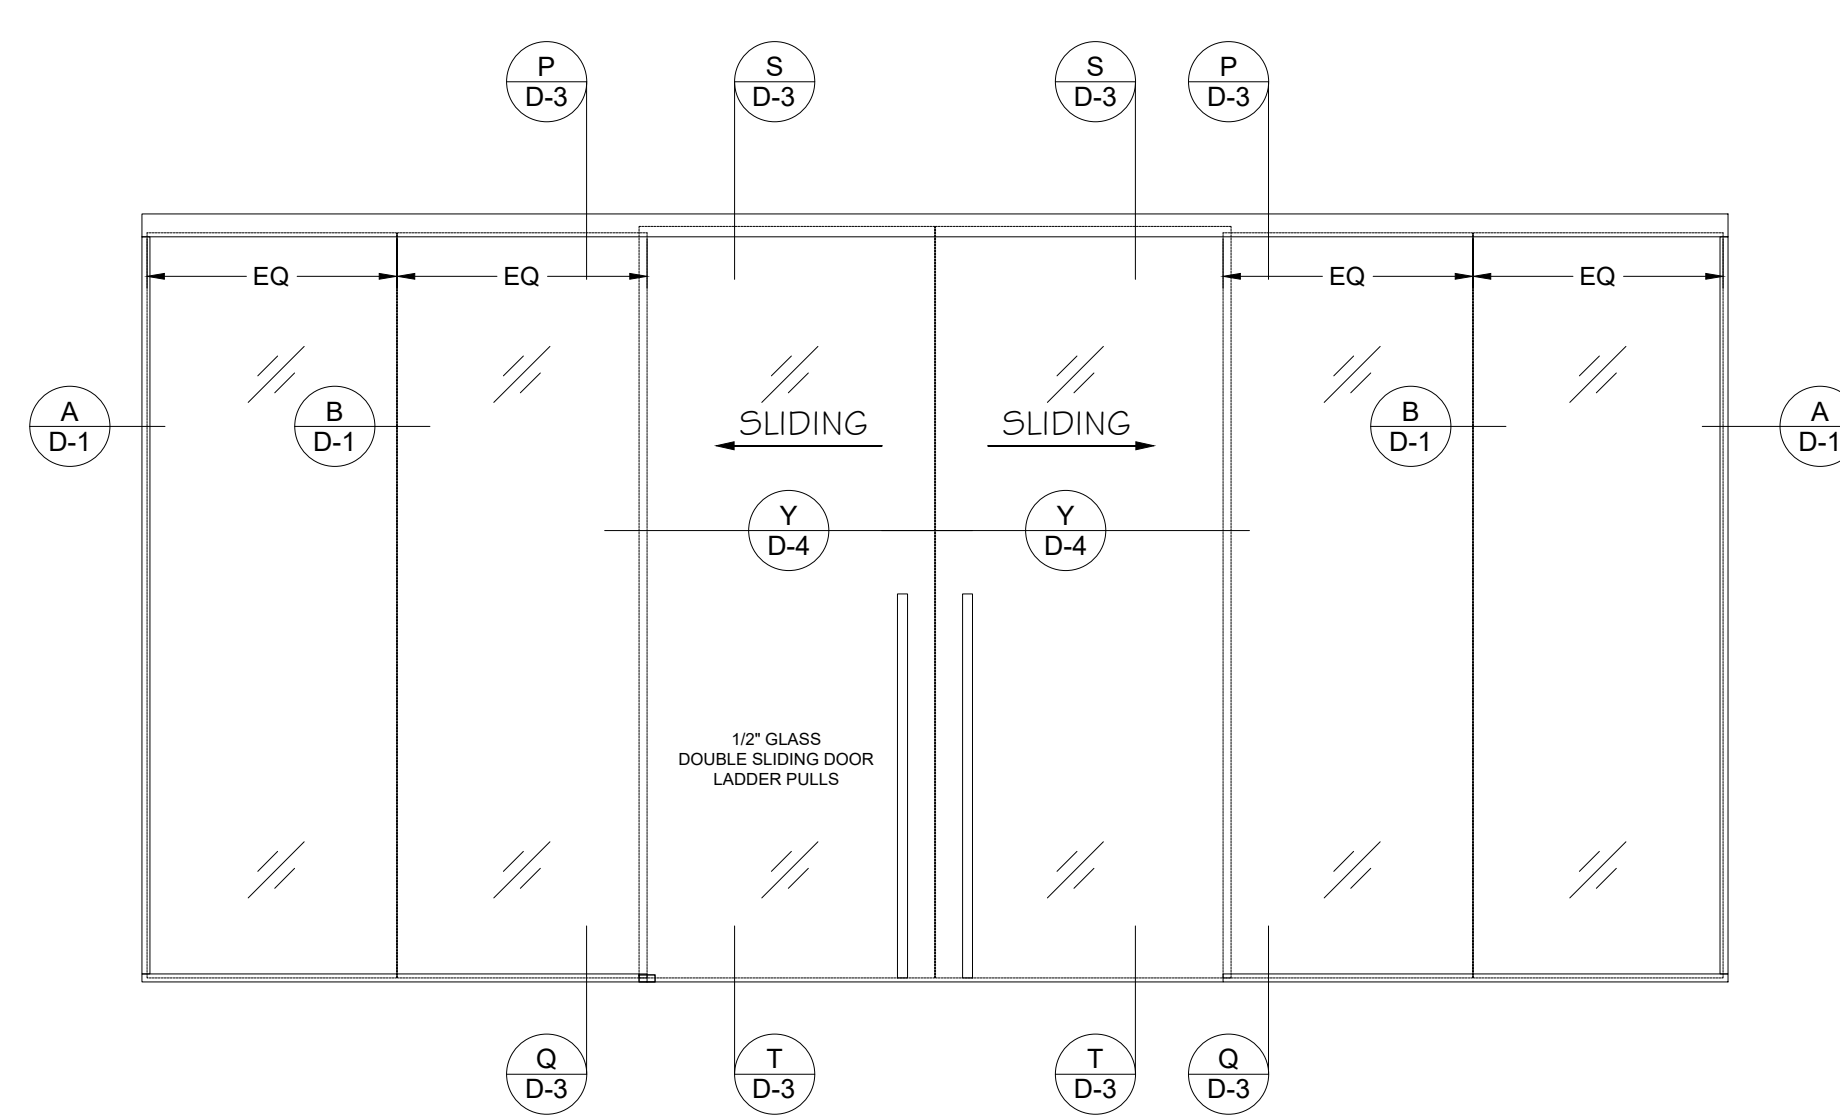 P
D-3
S
D-3
S
D-3
P
D-3
EQ
EQ
EQ
EQ
A
D-1
B
D-1
SLIDING
SLIDING
B
D-1
A
D-1
Y
D-4
Y
D-4
1/2" GLASS
DOUBLE SLIDING DOOR
LADDER PULLS
Q
D-3
T
D-3
T
D-3
Q
D-3